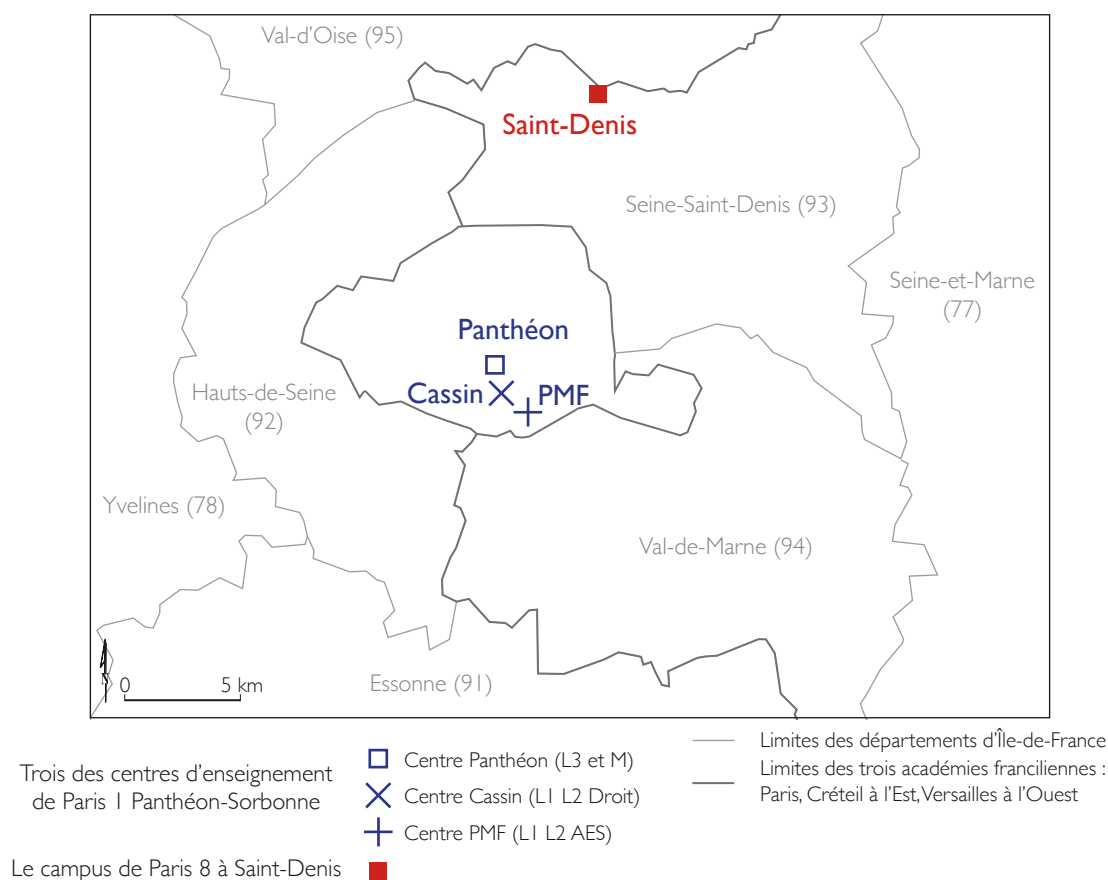 Val-d'Oise (95)
Saint-Denis
Seine-Saint-Denis (93)
Seine-et-Marne
(77)
Panthéon
Cassin
PMF
Hauts-de-Seine
(92)
Yvelines (78)
Val-de-Marne (94)
Essonne (91)
N
0 5 km
Trois des centres d'enseignement
de Paris 1 Panthéon-Sorbonne
Centre Panthéon (L3 et M)
Centre Cassin (L1 L2 Droit)
Centre PMF (L1 L2 AES)
Le campus de Paris 8 à Saint-Denis
Limites des départements d'Île-de-France
Limites des trois académies franciliennes :
Paris, Créteil à l'Est, Versailles à l'Ouest